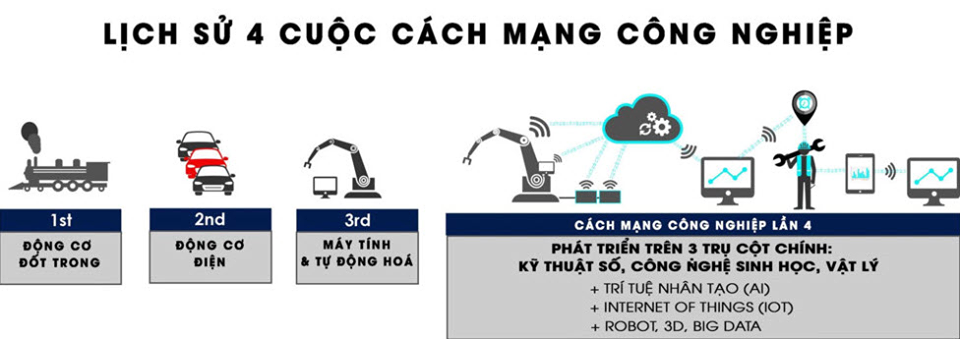 LỊCH SỬ 4 CUỘC CÁCH MẠNG CÔNG NGHIỆP
1st
ĐỘNG CƠ
ĐỐT TRONG
2nd
ĐỘNG CƠ
ĐIỆN
3rd
MÁY TÍNH
& TỰ ĐỘNG HOÁ
CÁCH MẠNG CÔNG NGHIỆP LẦN 4
PHÁT TRIỂN TRÊN 3 TRỤ CỘT CHÍNH:
KỸ THUẬT SỐ, CÔNG NGHỆ SINH HỌC, VẬT LÝ
+ TRÍ TUỆ NHÂN TẠO (AI)
+ INTERNET OF THINGS (IOT)
+ ROBOT, 3D, BIG DATA